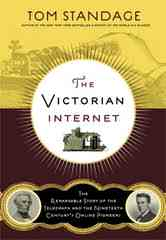 TOM STANDAGE
AUTHOR OF THE NEW YORK TIMES BESTSELLER A HISTORY OF THE WORLD IN 6 GLASSES
THE
VICTORIAN
INTERNET
THE
REMARKABLE STORY OF THE
TELEGRAPH AND THE NINETEENTH
CENTURY'S ONLINE PIONEERS